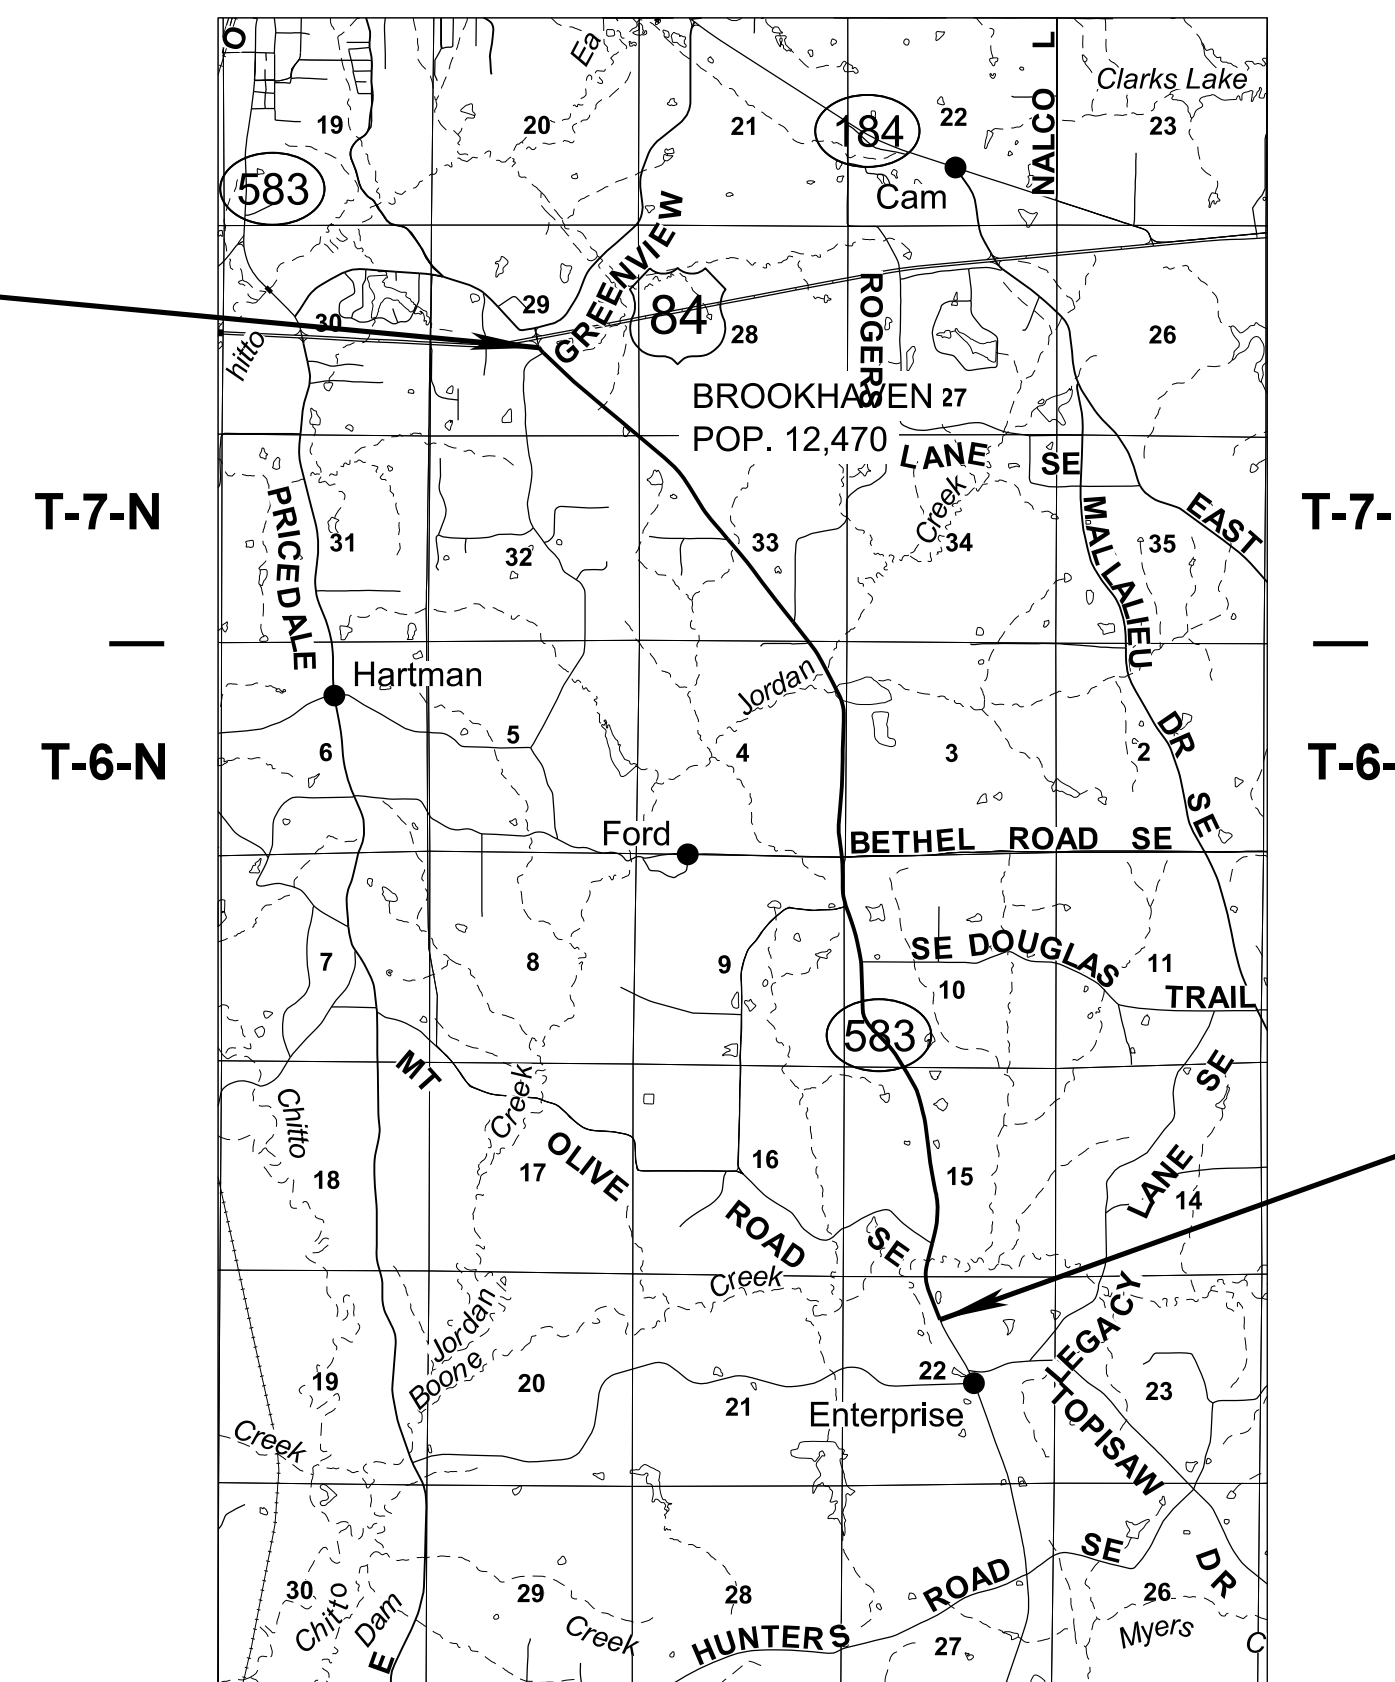 O
Ea
NALCO L
Clarks Lake
19
20
21
184
22
23
583
Cam
GREENVIEW
29
84
28
ROGERS
30
26
hitto
BROOKHAVEN
27
POP. 12,470
LANE SE
Creek
T-7-N
T-7-
PRICEDALE
31
32
33
34
MALLALIEU
35
EAST
Hartman
Jordan
DR
SE
5
T-6-N
6
4
3
2
T-6-
Ford
BETHEL ROAD SE
7
8
9
SE DOUGLAS
11
10
TRAIL
583
MT
SE
Chitto
Creek
OLIVE
18
17
16
15
LANE
14
ROAD
SE
Creek
LEGACY
Jordan
Boone
19
20
21
22
23
Enterprise
TOPISAW
Creek
SE
DR
30
29
28
ROAD
26
Chitto
Dam
Creek
HUNTERS
27
Myers
C
E